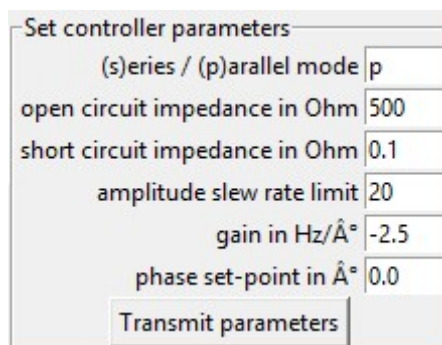 Set controller parameters
(s)eries / (p)arallel mode p
open circuit impedance in Ohm 500
short circuit impedance in Ohm 0.1
amplitude slew rate limit 20
gain in Hz/Â° -2.5
phase set-point in Â° 0.0
Transmit parameters